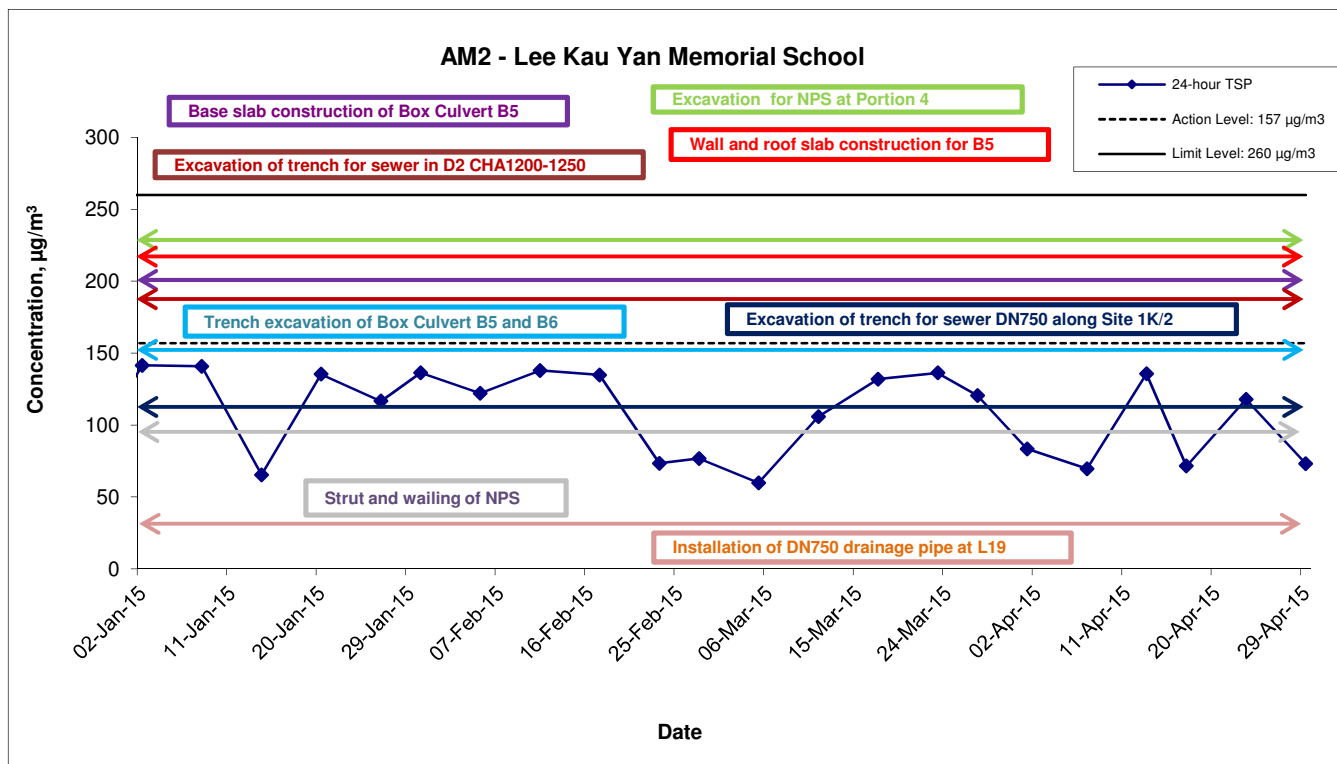 AM2 - Lee Kau Yan Memorial School
24-hour TSP
Action Level: 157 µg/m3
Limit Level: 260 µg/m3
Base slab construction of Box Culvert B5
Excavation for NPS at Portion 4
Wall and roof slab construction for B5
Excavation of trench for sewer in D2 CHA1200-1250
Trench excavation of Box Culvert B5 and B6
Excavation of trench for sewer DN750 along Site 1K/2
Strut and wailing of NPS
Installation of DN750 drainage pipe at L19
Concentration, µg/m³
300
250
200
150
100
50
0
02-Jan-15
11-Jan-15
20-Jan-15
29-Jan-15
07-Feb-15
16-Feb-15
25-Feb-15
06-Mar-15
15-Mar-15
24-Mar-15
02-Apr-15
11-Apr-15
20-Apr-15
29-Apr-15
Date